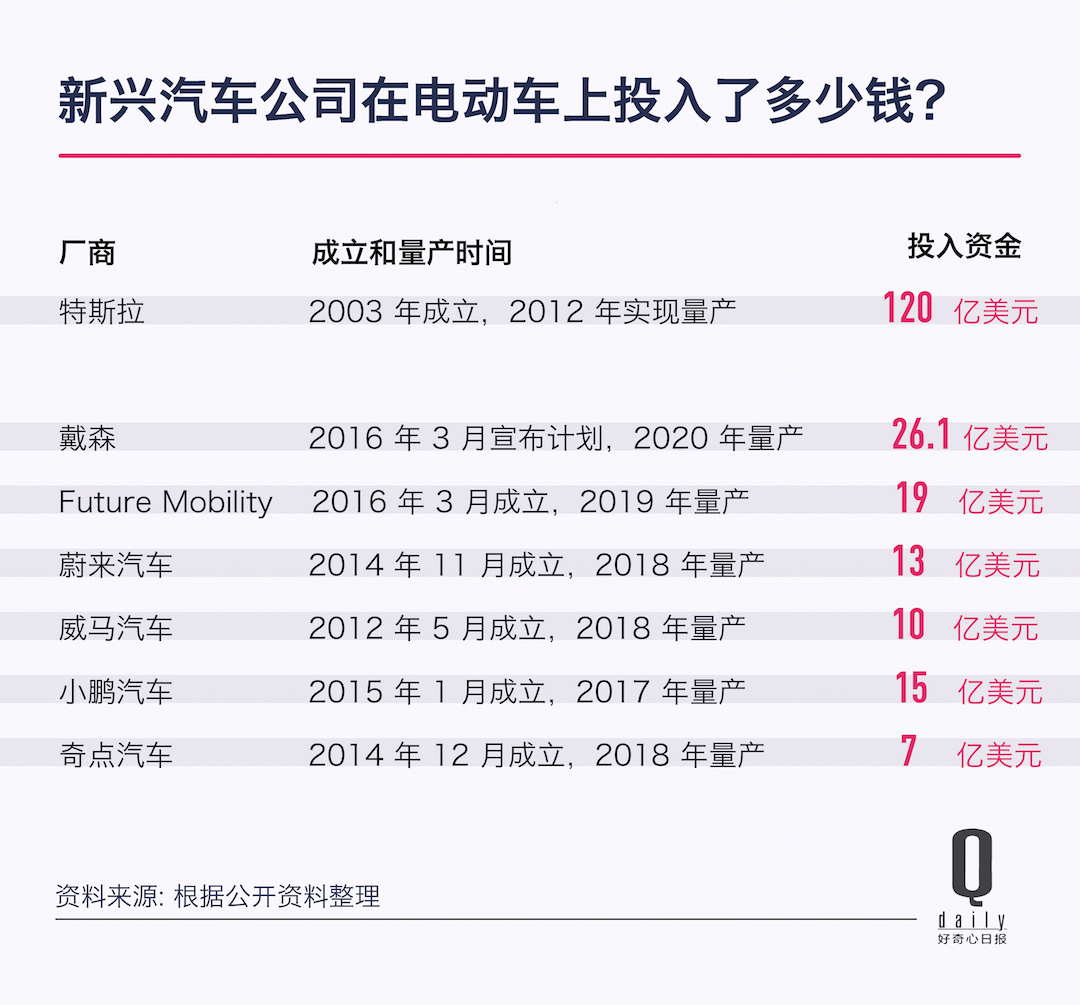 新兴汽车公司在电动车上投入了多少钱?
厂商 成立和量产时间 投入资金
特斯拉 2003 年成立，2012 年实现量产 120 亿美元
戴森 2016 年 3 月宣布计划，2020 年量产 26.1 亿美元
Future Mobility 2016 年 3 月成立，2019 年量产 19 亿美元
蔚来汽车 2014 年 11 月成立，2018 年量产 13 亿美元
威马汽车 2012 年 5 月成立，2018 年量产 10 亿美元
小鹏汽车 2015 年 1 月成立，2017 年量产 15 亿美元
奇点汽车 2014 年 12 月成立，2018 年量产 7 亿美元
资料来源: 根据公开资料整理
Q
daily
好奇心日报